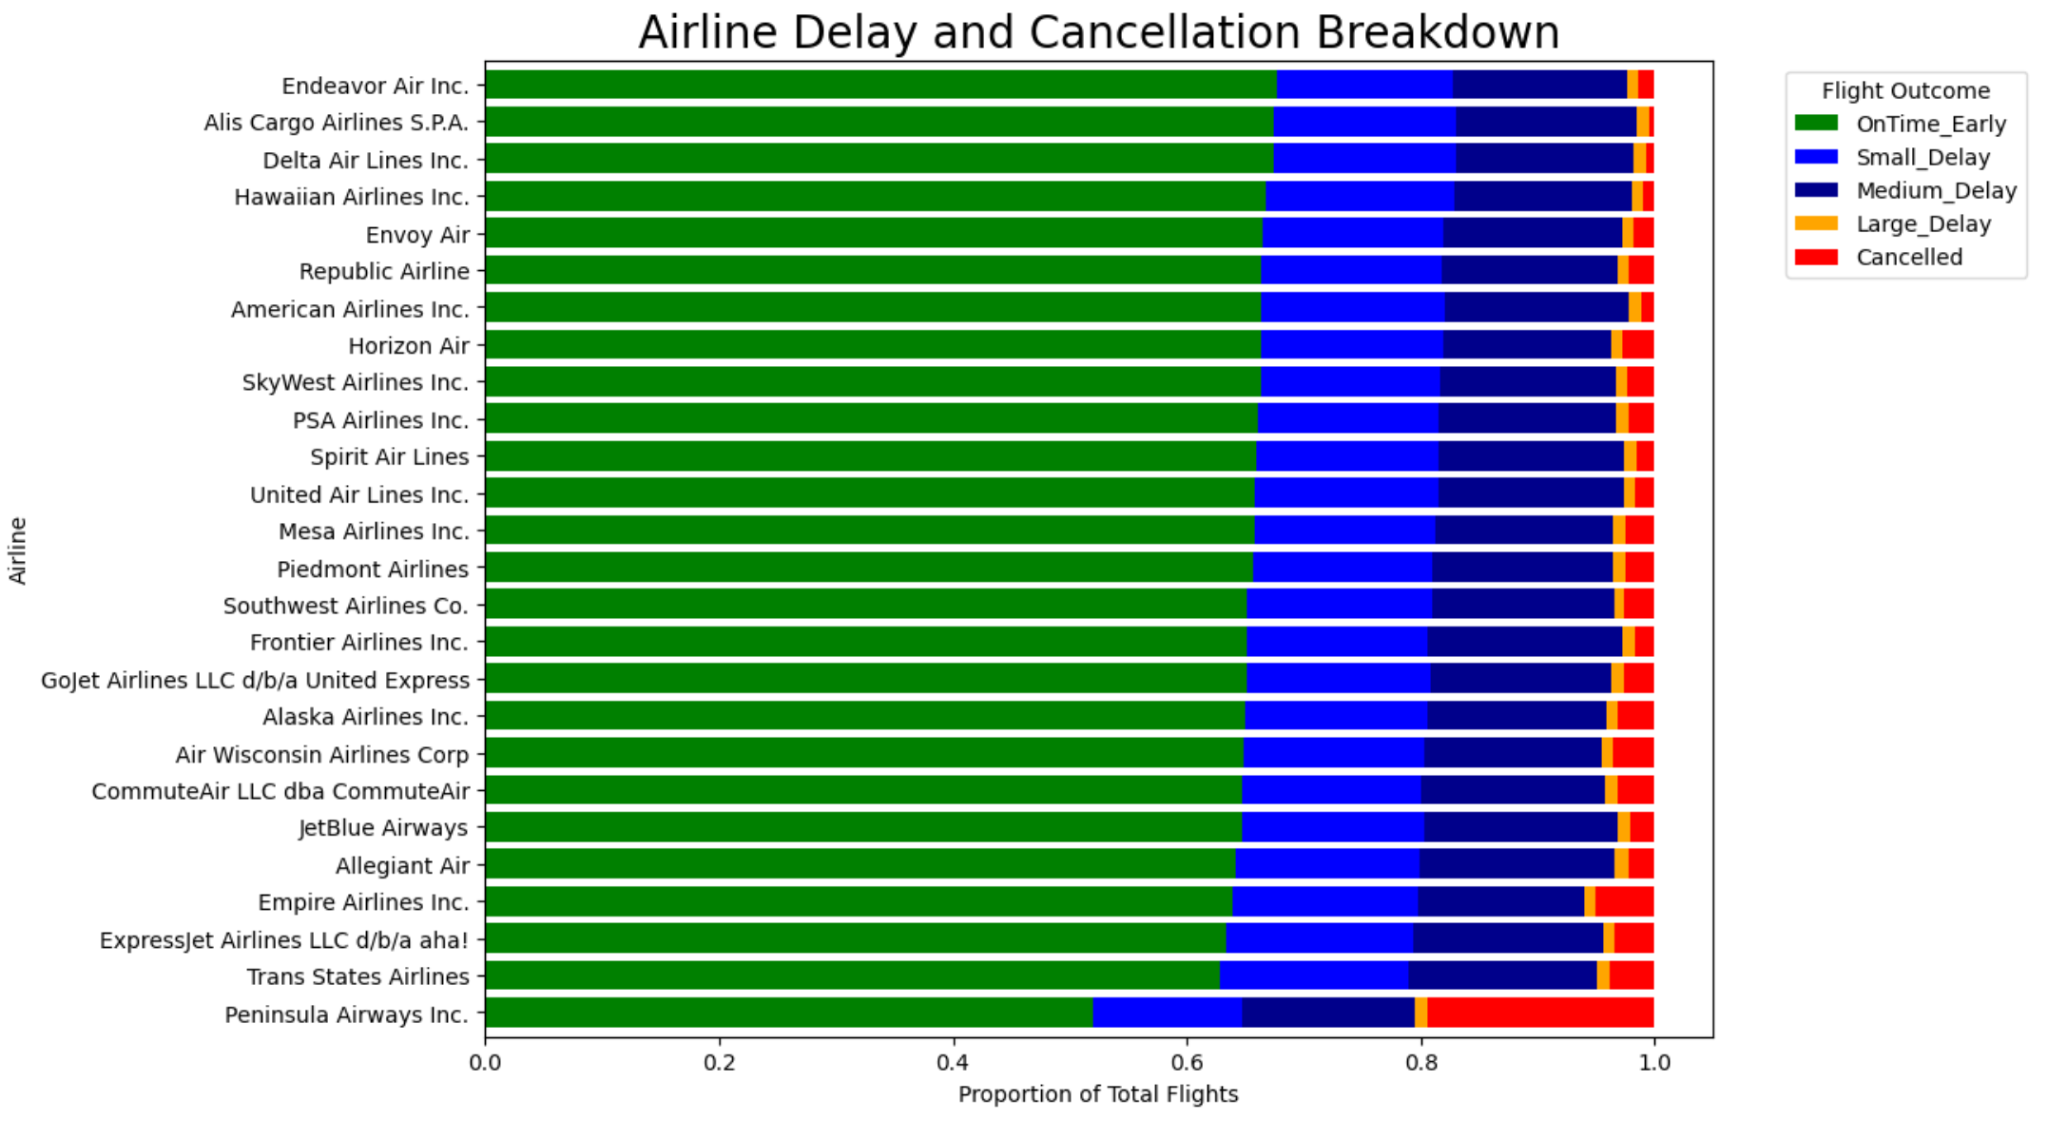 Airline Delay and Cancellation Breakdown
Endeavor Air Inc.
Alis Cargo Airlines S.P.A.
Delta Air Lines Inc.
Hawaiian Airlines Inc.
Envoy Air
Republic Airline
American Airlines Inc.
Horizon Air
SkyWest Airlines Inc.
PSA Airlines Inc.
Spirit Air Lines
United Air Lines Inc.
Mesa Airlines Inc.
Piedmont Airlines
Southwest Airlines Co.
Frontier Airlines Inc.
GoJet Airlines LLC d/b/a United Express
Alaska Airlines Inc.
Air Wisconsin Airlines Corp
CommuteAir LLC dba CommuteAir
JetBlue Airways
Allegiant Air
Empire Airlines Inc.
ExpressJet Airlines LLC d/b/a aha!
Trans States Airlines
Peninsula Airways Inc.
Airline
0.0 0.2 0.4 0.6 0.8 1.0
Proportion of Total Flights
Flight Outcome
OnTime_Early
Small_Delay
Medium_Delay
Large_Delay
Cancelled